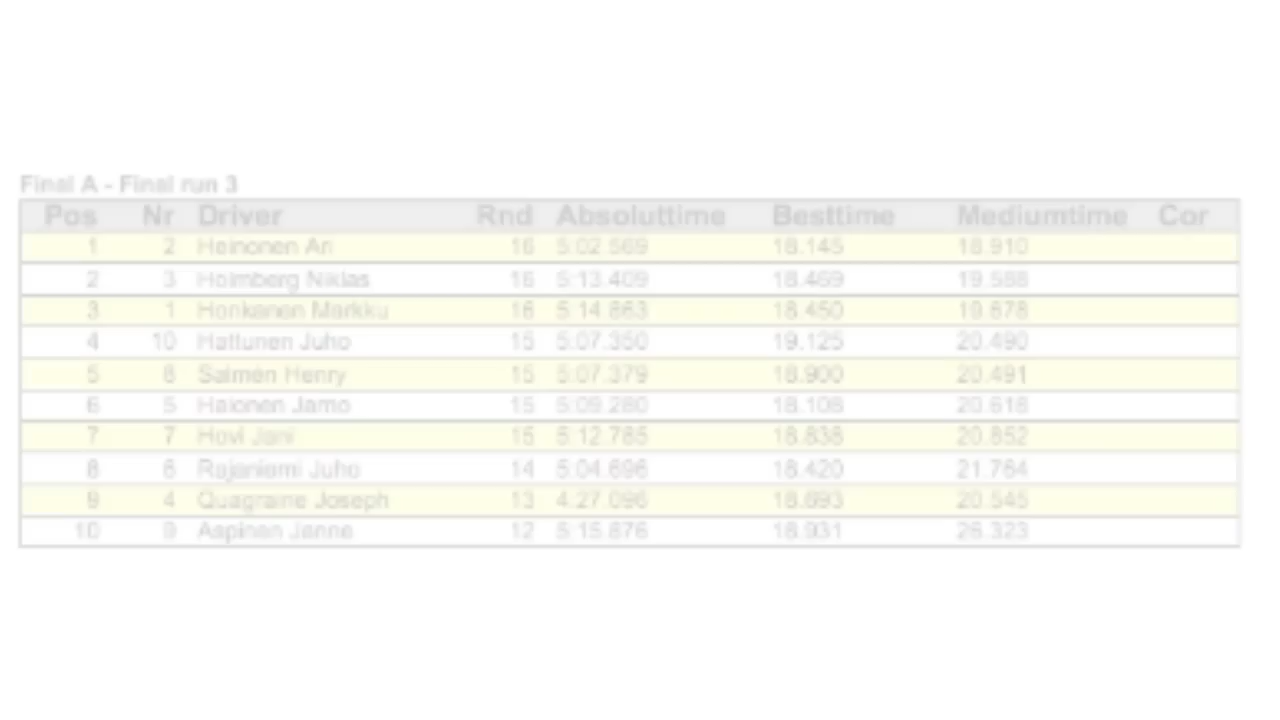 Final A - Final run 3
Pos Nr Driver Rnd Absoluttime Besttime Mediumtime Cor
1 2 Heinonen Ari 16 5:02.569 18.145 18.910
2 3 Holmberg Niklas 16 5:13.409 18.469 19.588
3 1 Honkanen Markku 16 5:14.863 18.450 19.678
4 10 Hattunen Juho 15 5:07.350 19.125 20.490
5 8 Salmén Henry 15 5:07.379 18.900 20.491
6 5 Halonen Jarno 15 5:09.280 18.108 20.618
7 7 Hovi Jani 15 5:12.785 18.838 20.852
8 6 Rajaniemi Juho 14 5:04.696 18.420 21.764
9 4 Quagraine Joseph 13 4:27.096 18.693 20.545
10 9 Aspinen Janne 12 5:15.876 18.931 26.323